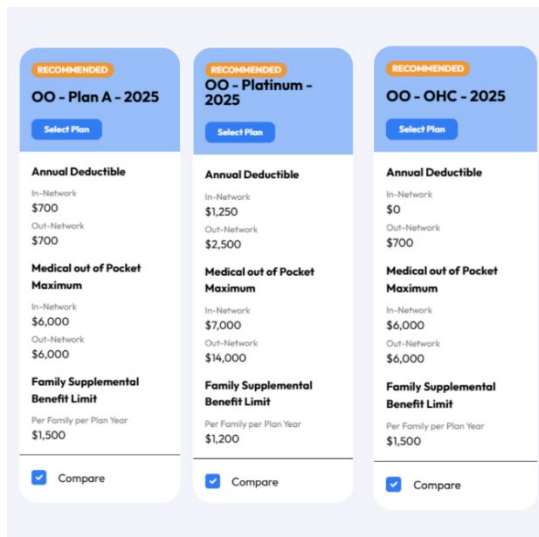 RECOMMENDED
OO - Plan A - 2025
Select Plan
Annual Deductible
In-Network
$700
Out-Network
$700
Medical out of Pocket
Maximum
In-Network
$6,000
Out-Network
$6,000
Family Supplemental
Benefit Limit
Per Family per Plan Year
$1,500
Compare
RECOMMENDED
OO - Platinum -
2025
Select Plan
Annual Deductible
In-Network
$1,250
Out-Network
$2,500
Medical out of Pocket
Maximum
In-Network
$7,000
Out-Network
$14,000
Family Supplemental
Benefit Limit
Per Family per Plan Year
$1,200
Compare
RECOMMENDED
OO - OHC - 2025
Select Plan
Annual Deductible
In-Network
$0
Out-Network
$700
Medical out of Pocket
Maximum
In-Network
$6,000
Out-Network
$6,000
Family Supplemental
Benefit Limit
Per Family per Plan Year
$1,500
Compare